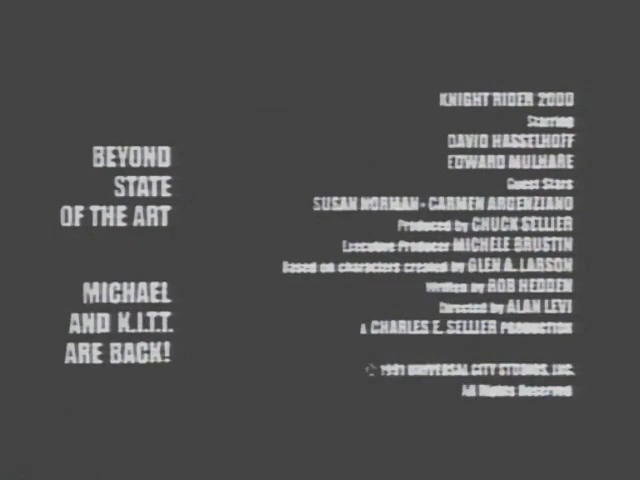 BEYOND
STATE
OF THE ART
MICHAEL
AND K.I.T.T.
ARE BACK!
KNIGHT RIDER 2000
Starring
DAVID HASSELHOFF
EDWARD MULHARE
Guest Stars
SUSAN NORMAN • CARMEN ARGENZIANO
Produced by CHUCK SELLIER
Executive Producer MICHELE BRUSTIN
Based on characters created by GLEN A. LARSON
Written by ROB HEDDEN
Directed by ALAN LEVI
A CHARLES E. SELLIER PRODUCTION
© 1991 UNIVERSAL CITY STUDIOS, INC.
All Rights Reserved